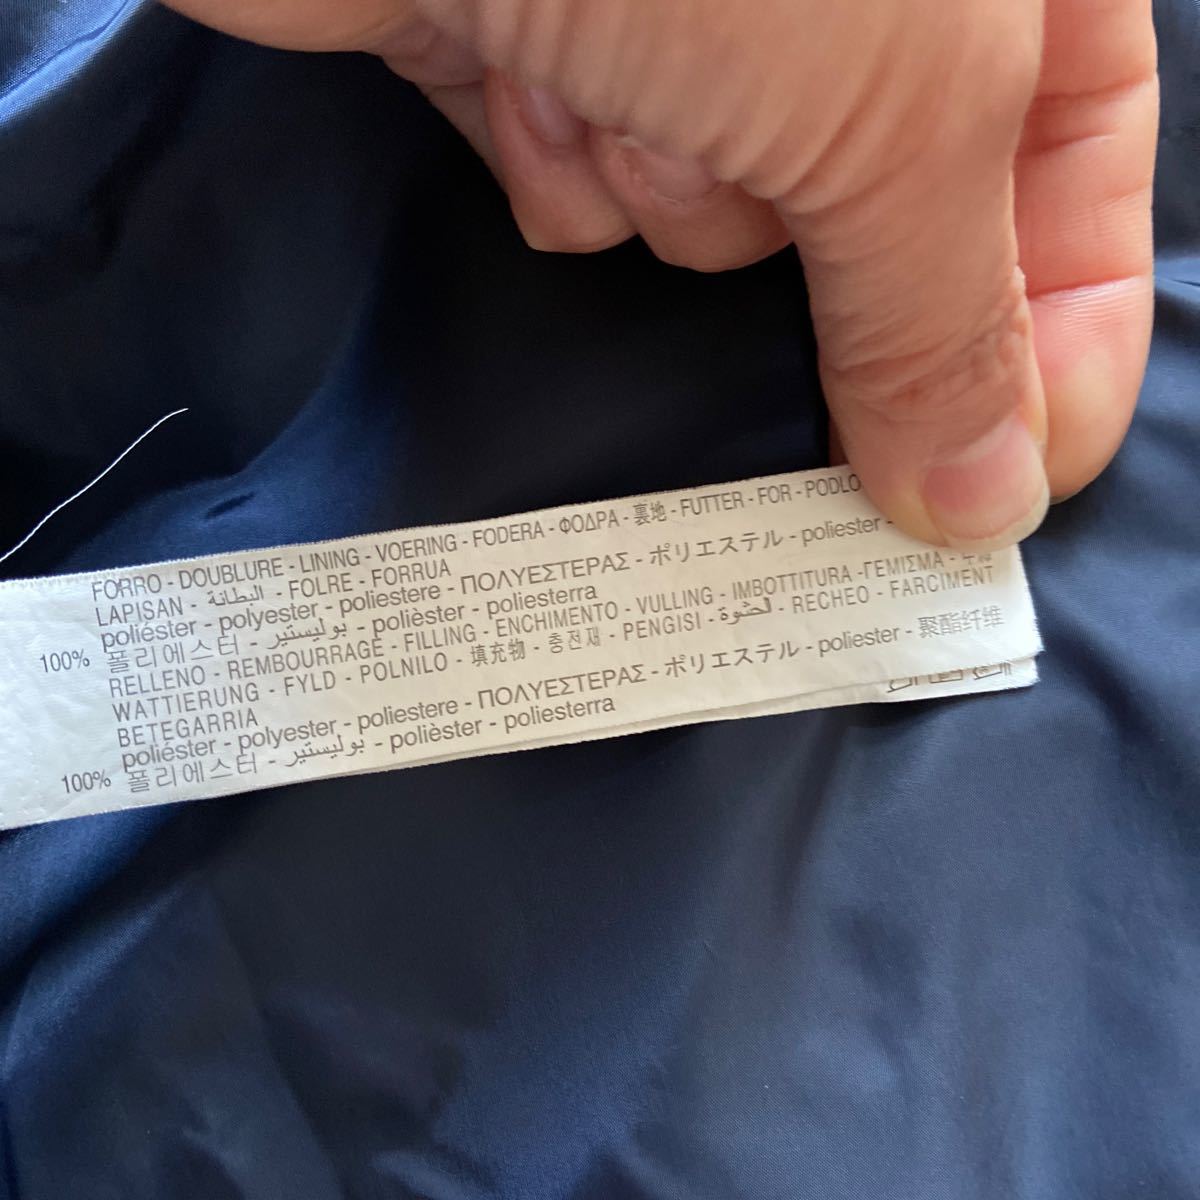 FORRO - DOUBLURE - LINING - VOERING - FODERA - ΦΟΔΡΑ - 裏地 - FUTTER - FOR - PODLO
LAPISAN - البطانة - FOLRE - FORRUA
poliéster - polyester - poliestere - ΠΟΛΥΕΣΤΕΡΑΣ - ポリエステル - poliester -
100% 폴리에스터 - بوليستير - polièster - poliesterra
RELLENO - REMBOURRAGE - FILLING - ENCHIMENTO - VULLING - IMBOTTITURA - ΓΕΜΙΣΜΑ -
WATTIERUNG - FYLD - POLNILO - 填充物 - 충전재 - PENGISI - الحشوة - RECHEO - FARCIMENT
BETEGARRIA
poliéster - polyester - poliestere - ΠΟΛΥΕΣΤΕΡΑΣ - ポリエステル - poliester - 聚酯纤维
100% 폴리에스터 - بوليستير - polièster - poliesterra